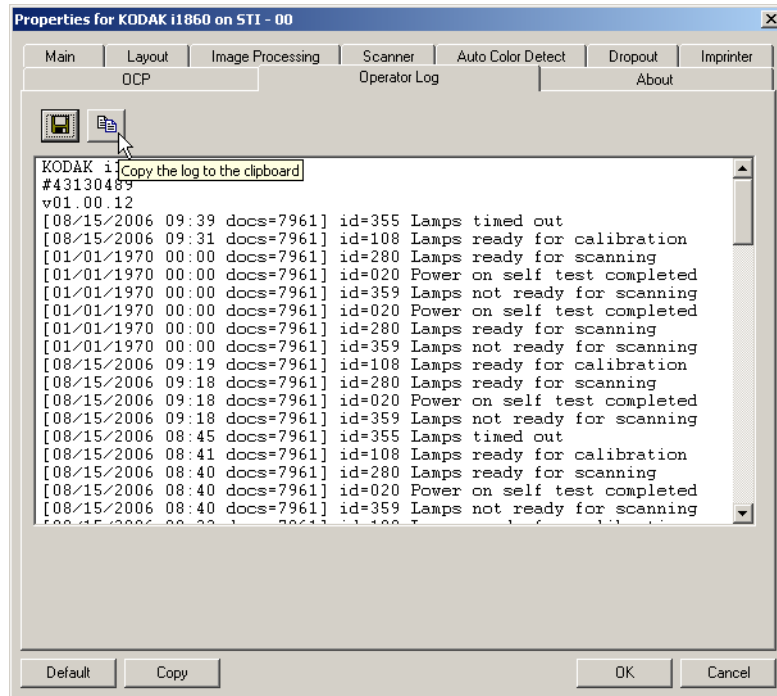 Properties for KODAK i1860 on STI - 00
Main Layout Image Processing Scanner Auto Color Detect Dropout Imprinter
OCP Operator Log About
Copy the log to the clipboard
KODAK
#43130489
v01.00.12
[08/15/2006 09:39 docs=7961] id=355 Lamps timed out
[08/15/2006 09:31 docs=7961] id=108 Lamps ready for calibration
[01/01/1970 00:00 docs=7961] id=280 Lamps ready for scanning
[01/01/1970 00:00 docs=7961] id=020 Power on self test completed
[01/01/1970 00:00 docs=7961] id=359 Lamps not ready for scanning
[01/01/1970 00:00 docs=7961] id=020 Power on self test completed
[01/01/1970 00:00 docs=7961] id=280 Lamps ready for scanning
[01/01/1970 00:00 docs=7961] id=359 Lamps not ready for scanning
[08/15/2006 09:19 docs=7961] id=108 Lamps ready for calibration
[08/15/2006 09:18 docs=7961] id=280 Lamps ready for scanning
[08/15/2006 09:18 docs=7961] id=020 Power on self test completed
[08/15/2006 09:18 docs=7961] id=359 Lamps not ready for scanning
[08/15/2006 08:45 docs=7961] id=355 Lamps timed out
[08/15/2006 08:41 docs=7961] id=108 Lamps ready for calibration
[08/15/2006 08:40 docs=7961] id=280 Lamps ready for scanning
[08/15/2006 08:40 docs=7961] id=020 Power on self test completed
[08/15/2006 08:40 docs=7961] id=359 Lamps not ready for scanning
Default Copy OK Cancel